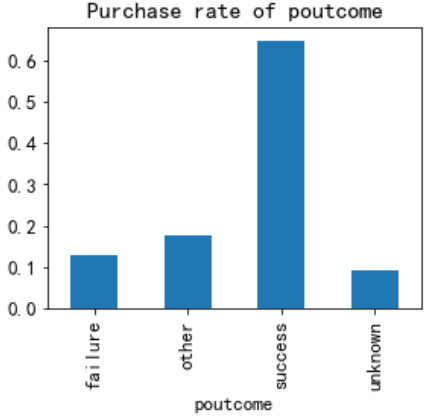 Purchase rate of poutcome
0.6
0.5
0.4
0.3
0.2
0.1
0.0
failure
other
success
unknown
poutcome